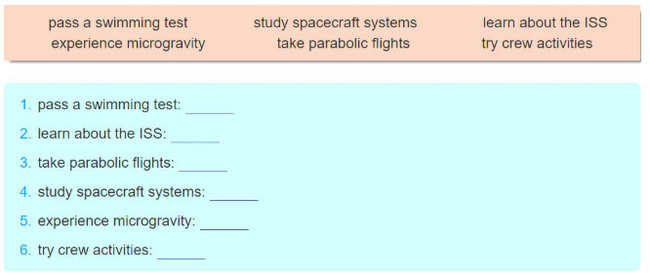 pass a swimming test study spacecraft systems learn about the ISS
experience microgravity take parabolic flights try crew activities
1. pass a swimming test: ______
2. learn about the ISS: ______
3. take parabolic flights: ______
4. study spacecraft systems: ______
5. experience microgravity: ______
6. try crew activities: ______